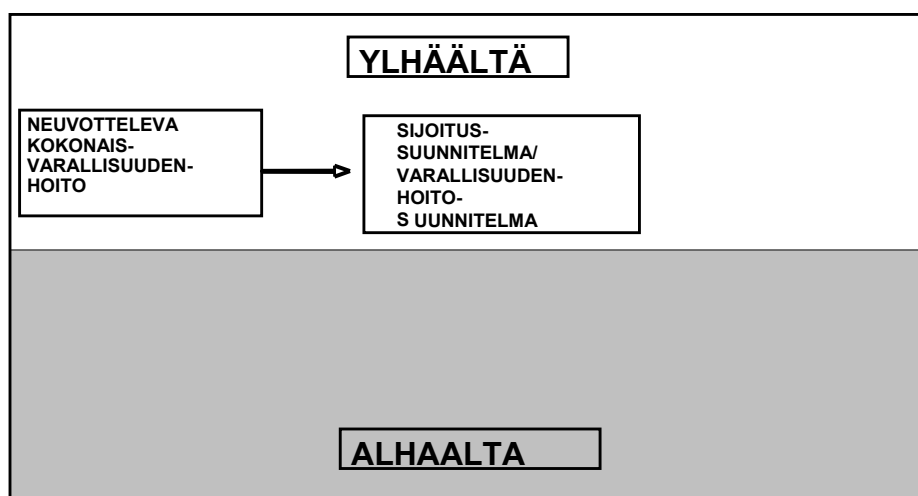 YLHÄÄLTÄ
NEUVOTTELEVA
KOKONAIS-
VARALLISUUDEN-
HOITO
SIJOITUS-
SUUNNITELMA/
VARALLISUUDEN-
HOITO-
S UUNNITELMA
ALHAALTA